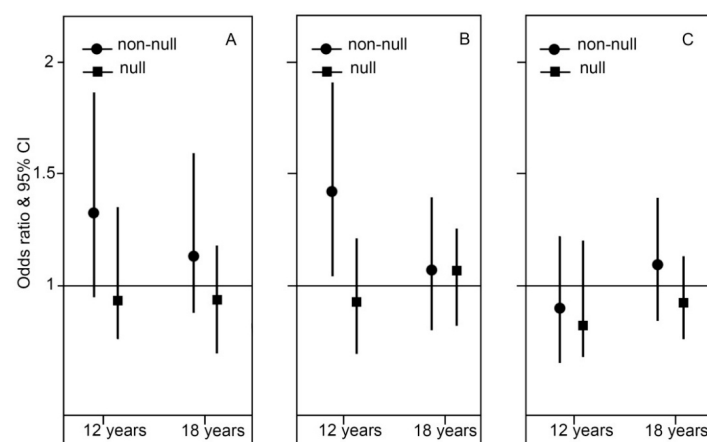 A
non-null
null
B
non-null
null
C
non-null
null
2
1.5
1
Odds ratio & 95% CI
12 years
18 years
12 years
18 years
12 years
18 years